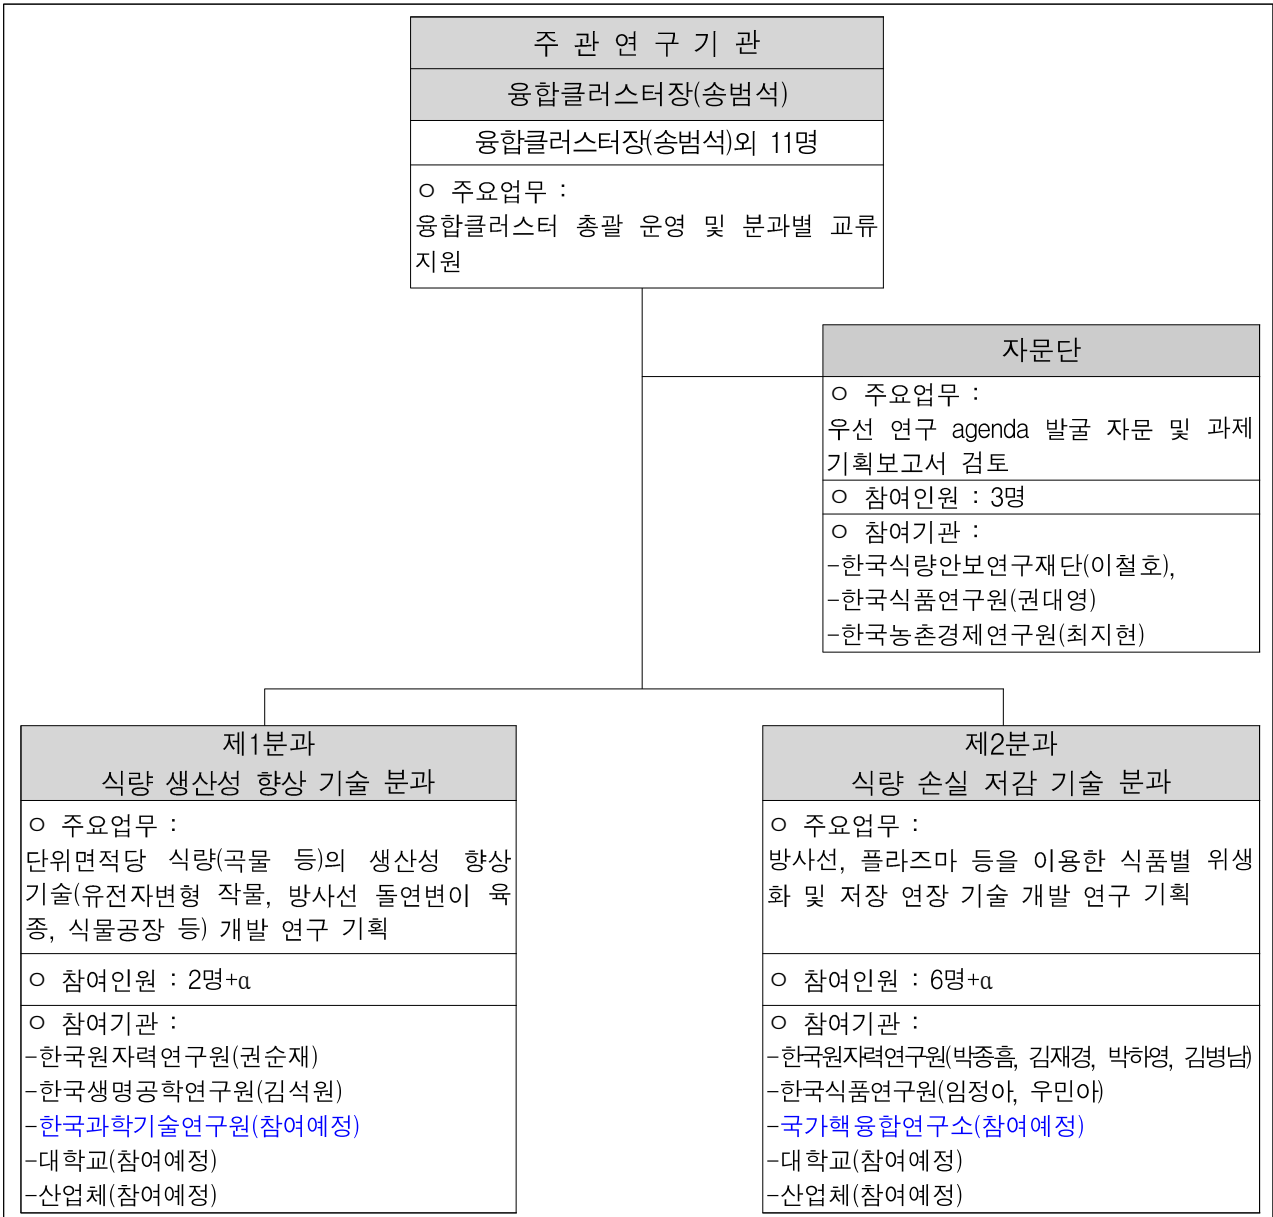 주 관 연 구 기 관
융합클러스터장(송범석)
융합클러스터장(송범석)외 11명
ㅇ 주요업무 :
융합클러스터 총괄 운영 및 분과별 교류
지원
자문단
ㅇ 주요업무 :
우선 연구 agenda 발굴 자문 및 과제
기획보고서 검토
ㅇ 참여인원 : 3명
ㅇ 참여기관 :
-한국식량안보연구재단(이철호),
-한국식품연구원(권대영)
-한국농촌경제연구원(최지현)
제1분과
식량 생산성 향상 기술 분과
ㅇ 주요업무 :
단위면적당 식량(곡물 등)의 생산성 향상
기술(유전자변형 작물, 방사선 돌연변이 육
종, 식물공장 등) 개발 연구 기획
ㅇ 참여인원 : 2명+α
ㅇ 참여기관 :
-한국원자력연구원(권순재)
-한국생명공학연구원(김석원)
-한국과학기술연구원(참여예정)
-대학교(참여예정)
-산업체(참여예정)
제2분과
식량 손실 저감 기술 분과
ㅇ 주요업무 :
방사선, 플라즈마 등을 이용한 식품별 위생
화 및 저장 연장 기술 개발 연구 기획
ㅇ 참여인원 : 6명+α
ㅇ 참여기관 :
-한국원자력연구원(박종흠, 김재경, 박하영, 김병남)
-한국식품연구원(임정아, 우민아)
-국가핵융합연구소(참여예정)
-대학교(참여예정)
-산업체(참여예정)